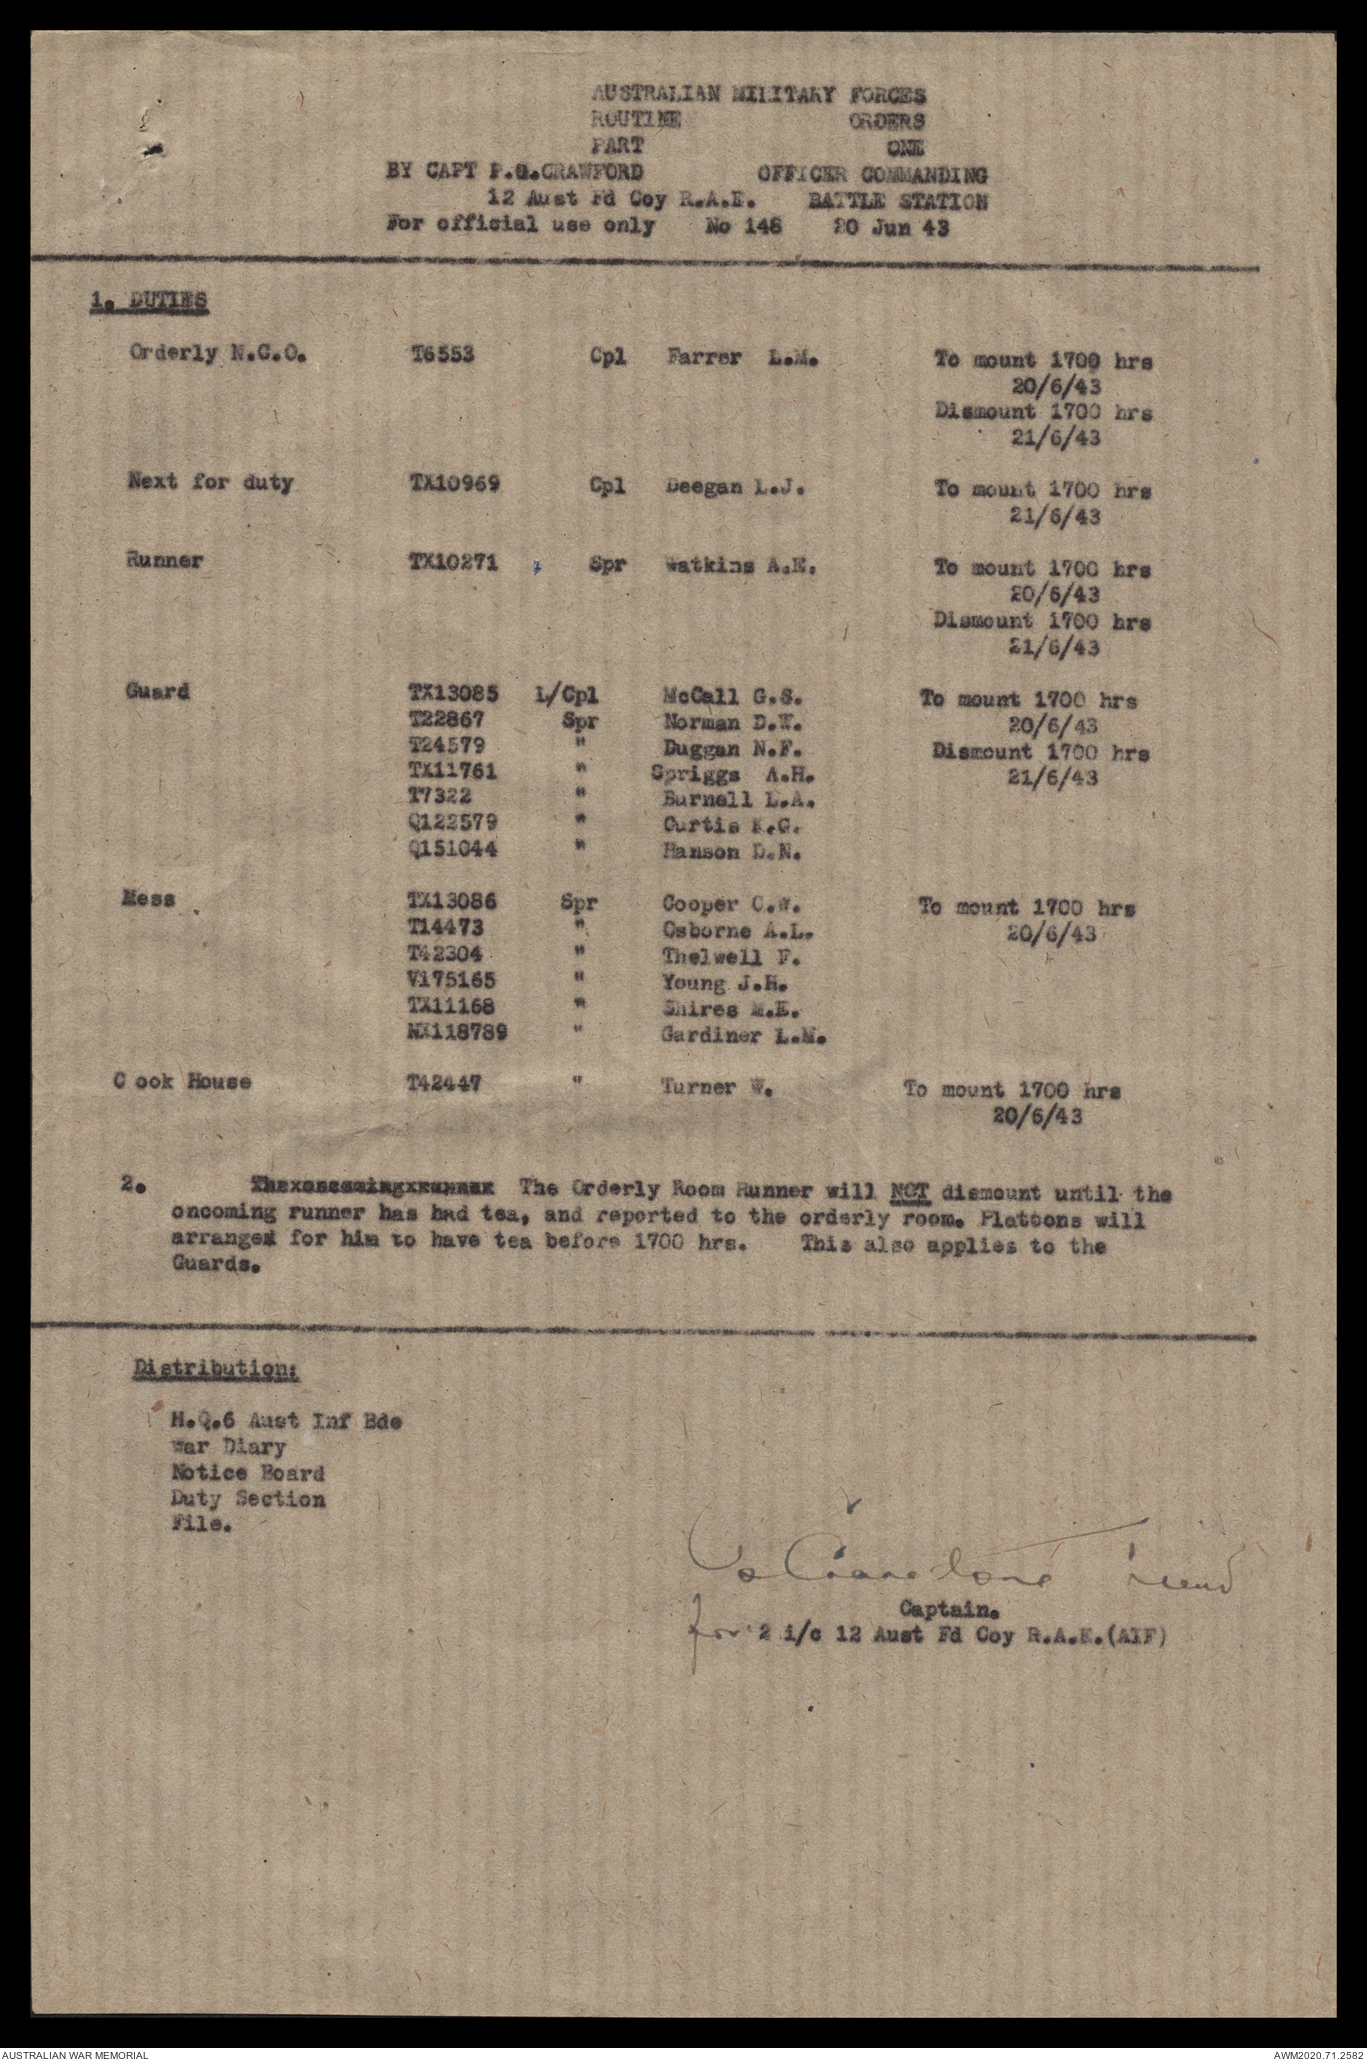 AUSTRALIAN MILITARY FORCES
ROUTINE ORDERS
PART ONE
BY CAPT P.G.CRAWFORD OFFICER COMMANDING
12 Aust Fd Coy R.A.E. BATTLE STATION
For official use only No 148 20 Jun 43
1. DUTIES
Orderly N.C.O. T6553 Cpl Farrer L.M. To mount 1700 hrs
20/6/43
Dismount 1700 hrs
21/6/43
Next for duty TX10969 Cpl Deegan L.J. To mount 1700 hrs
21/6/43
Runner TX10271 Spr Watkins A.E. To mount 1700 hrs
20/6/43
Dismount 1700 hrs
21/6/43
Guard TX13085 L/Cpl McCall G.S. To mount 1700 hrs
T22867 Spr Norman D.W. 20/6/43
T24579 " Duggan N.F. Dismount 1700 hrs
TX11761 " Spriggs A.H. 21/6/43
T7322 " Burnell L.A.
Q122579 " Curtis K.G.
Q151044 " Hanson D.N.
Mess TX13086 Spr Cooper C.W. To mount 1700 hrs
T14473 " Osborne A.L. 20/6/43
T42304 " Thelwell F.
V175165 " Young J.H.
TX11168 " Shires M.E.
NX118789 " Gardiner L.M.
C ook House T42447 " Turner W. To mount 1700 hrs
20/6/43
2. The Orderly Room Runner will NOT dismount until the
oncoming runner has had tea, and reported to the orderly room. Platoons will
arrange for him to have tea before 1700 hrs. This also applies to the
Guards.
Distribution:
H.Q.6 Aust Inf Bde
War Diary
Notice Board
Duty Section
File.
Captain.
for 2 i/c 12 Aust Fd Coy R.A.E.(AIF)
AUSTRALIAN WAR MEMORIAL AWM2020.71.2582